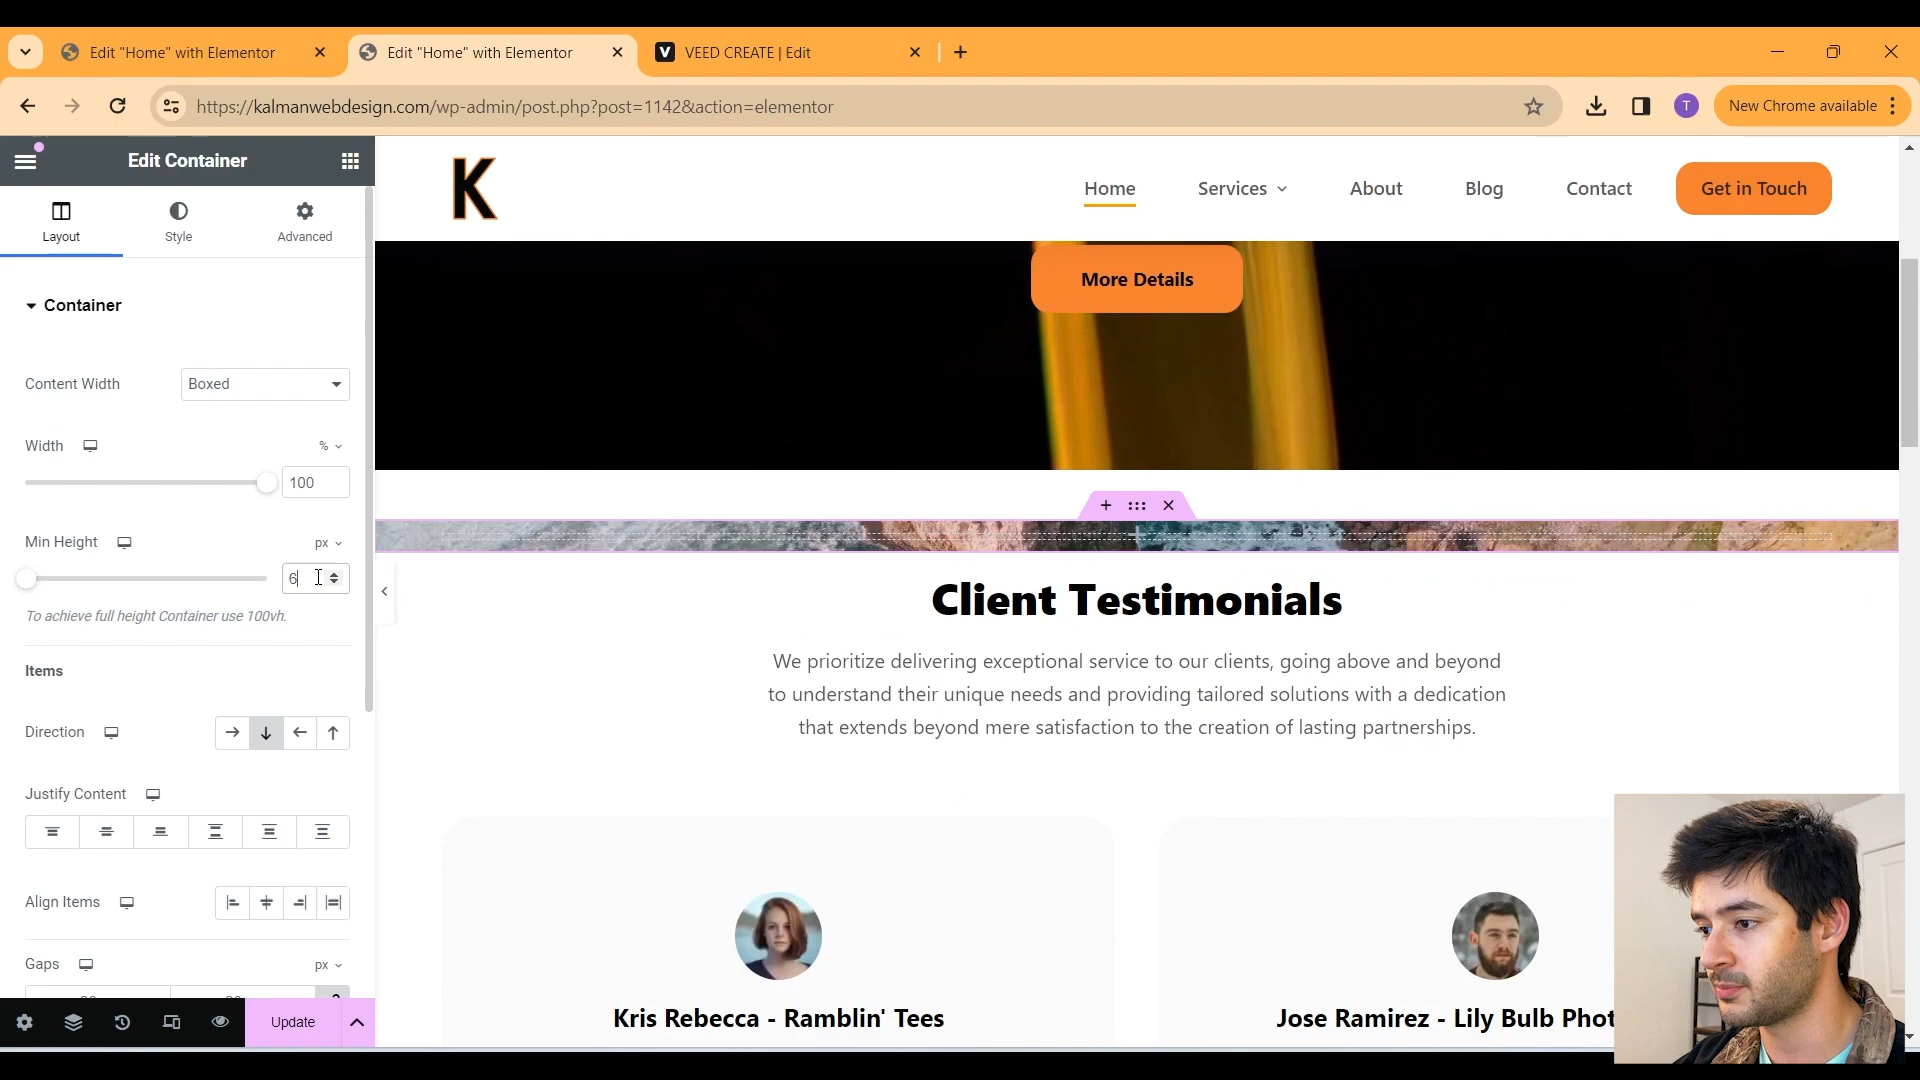 Edit "Home" with Elementor
Edit "Home" with Elementor
V
VEED CREATE | Edit
https://kalmanwebdesign.com/wp-admin/post.php?post=1142&action=elementor
T
New Chrome available
Edit Container
Layout
Style
Advanced
Container
Content Width
Boxed
Width
%
100
Min Height
px
6
To achieve full height Container use 100vh.
Items
Direction
Justify Content
Align Items
Gaps
px
Update
K
Home
Services
About
Blog
Contact
Get in Touch
More Details
Client Testimonials
We prioritize delivering exceptional service to our clients, going above and beyond
to understand their unique needs and providing tailored solutions with a dedication
that extends beyond mere satisfaction to the creation of lasting partnerships.
Kris Rebecca - Ramblin' Tees
Jose Ramirez - Lily Bulb Phot